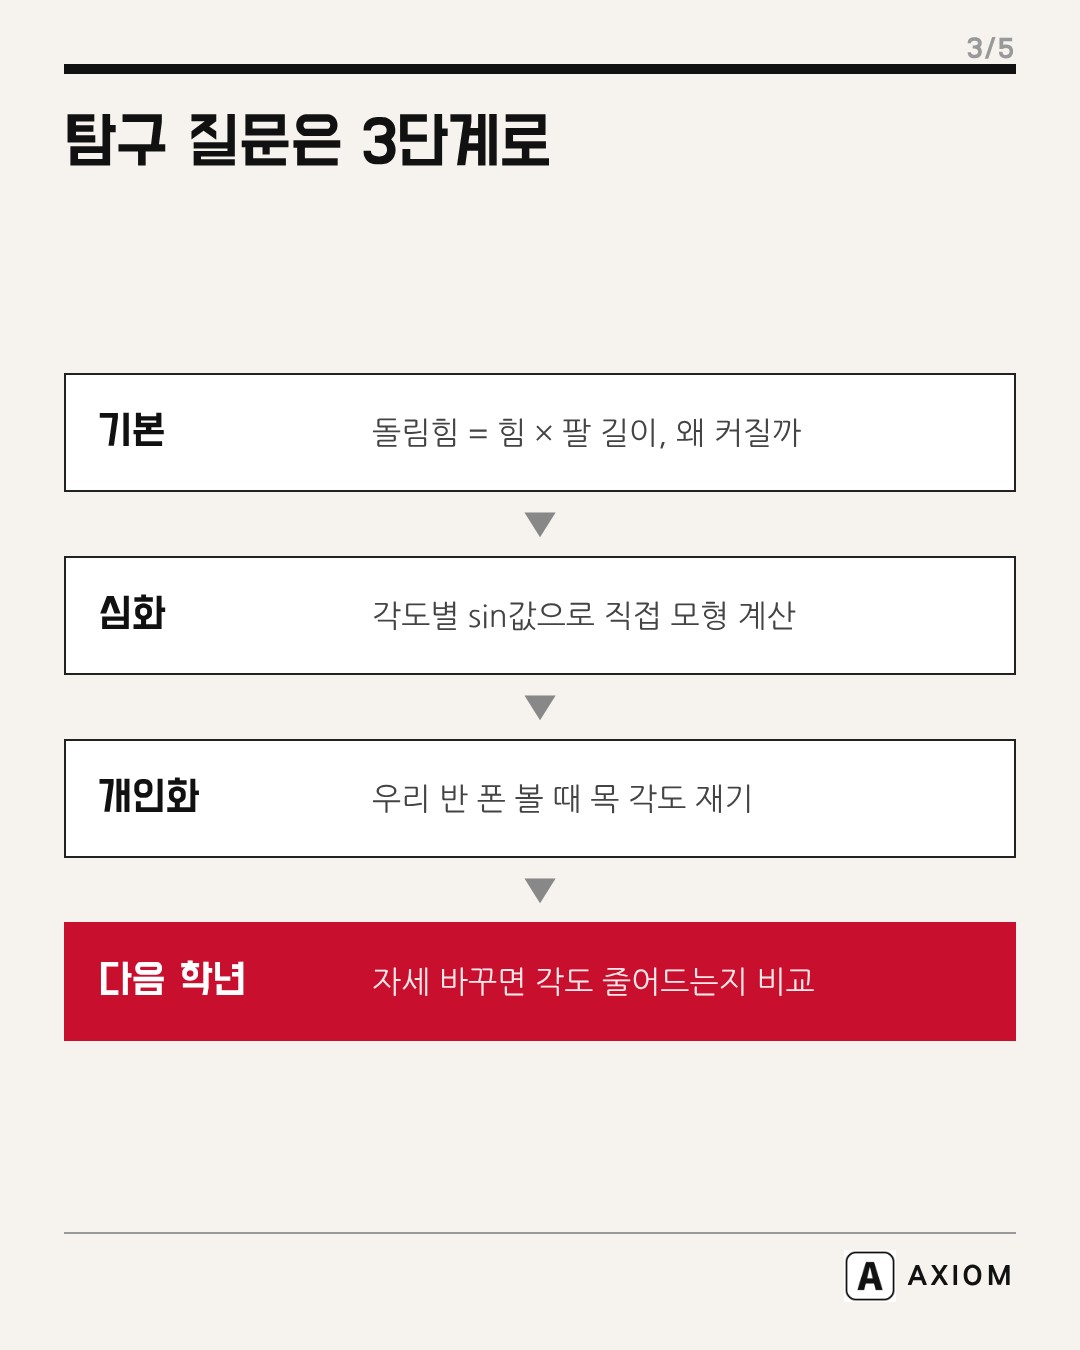 3/5
탐구 질문은 3단계로
기본
돌림힘 = 힘 × 팔 길이, 왜 커질까
심화
각도별 sin값으로 직접 모형 계산
개인화
우리 반 폰 볼 때 목 각도 재기
다음 학년
자세 바꾸면 각도 줄어드는지 비교
A AXIOM